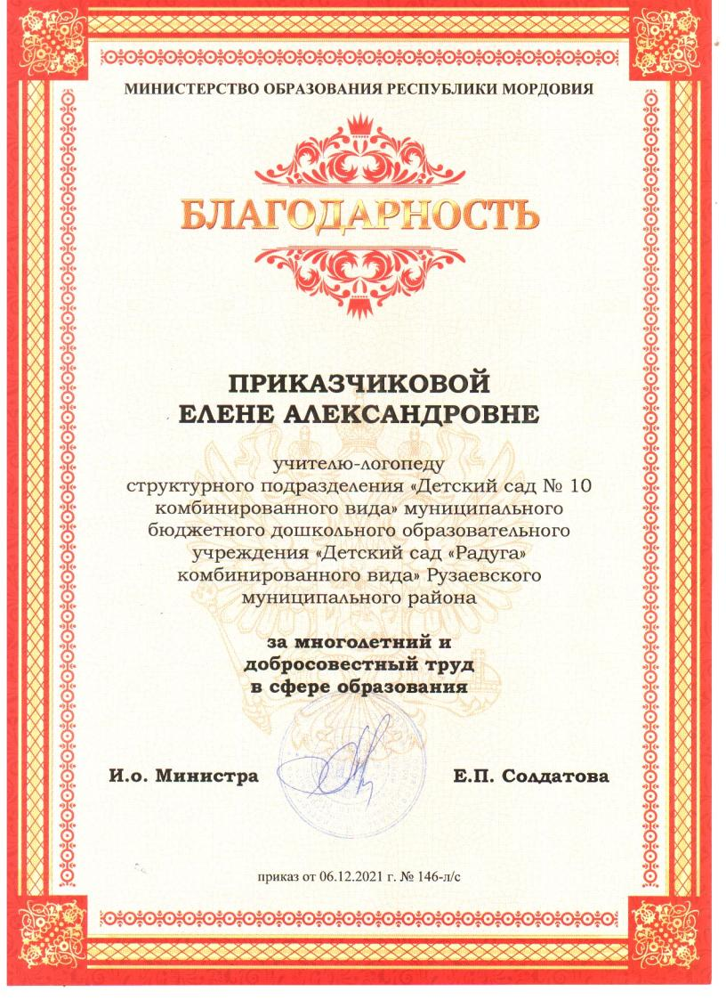 МИНИСТЕРСТВО ОБРАЗОВАНИЯ РЕСПУБЛИКИ МОРДОВИЯ
БЛАГОДАРНОСТЬ
ПРИКАЗЧИКОВОЙ
ЕЛЕНЕ АЛЕКСАНДРОВНЕ
учителю-логопеду
структурного подразделения «Детский сад № 10
комбинированного вида» муниципального
бюджетного дошкольного образовательного
учреждения «Детский сад «Радуга»
комбинированного вида» Рузаевского
муниципального района
за многолетний и
добросовестный труд
в сфере образования
И.о. Министра
Е.П. Солдатова
приказ от 06.12.2021 г. № 146-л/с